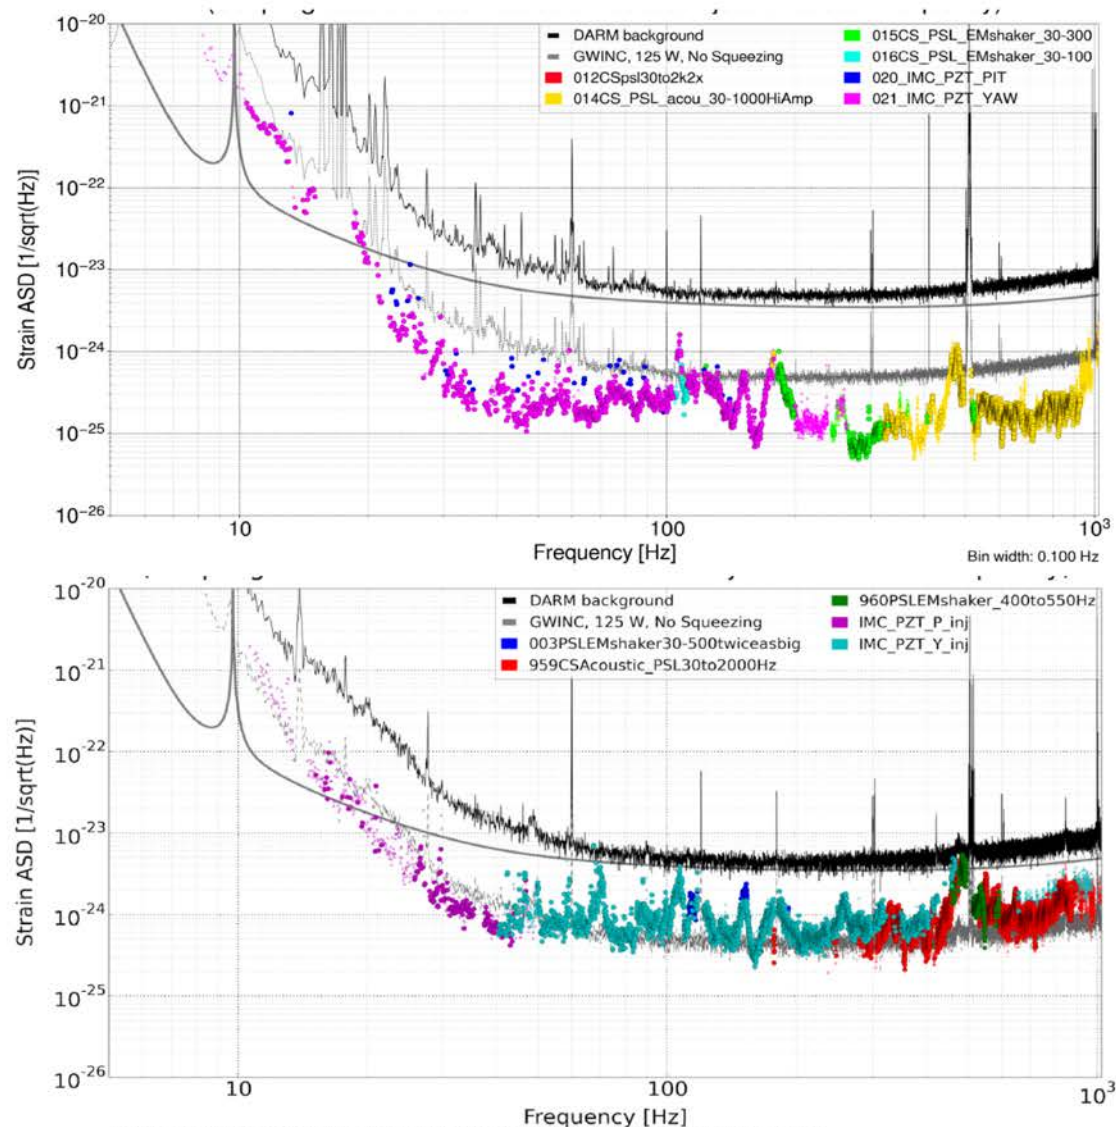 10⁻²⁰
DARM background
GWINC, 125 W, No Squeezing
012CSpsl30to2k2x
014CS_PSL_acou_30-1000HiAmp
015CS_PSL_EMshaker_30-300
016CS_PSL_EMshaker_30-100
020_IMC_PZT_PIT
021_IMC_PZT_YAW
10⁻²¹
10⁻²²
10⁻²³
10⁻²⁴
10⁻²⁵
10⁻²⁶
Strain ASD [1/sqrt(Hz)]
10
100
10³
Frequency [Hz]
Bin width: 0.100 Hz
10⁻²⁰
DARM background
GWINC, 125 W, No Squeezing
003PSLEMshaker30-500twiceasbig
959CSAcoustic_PSL30to2000Hz
960PSLEMshaker_400to550Hz
IMC_PZT_P_inj
IMC_PZT_Y_inj
10⁻²¹
10⁻²²
10⁻²³
10⁻²⁴
10⁻²⁵
10⁻²⁶
Strain ASD [1/sqrt(Hz)]
10
100
10³
Frequency [Hz]